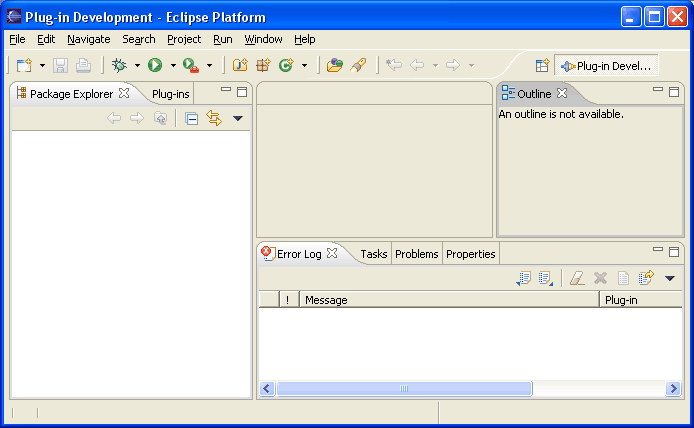 Plug-in Development - Eclipse Platform
File Edit Navigate Search Project Run Window Help
Plug-in Devel...
Package Explorer Plug-ins
Outline
An outline is not available.
Error Log Tasks Problems Properties
! Message Plug-in